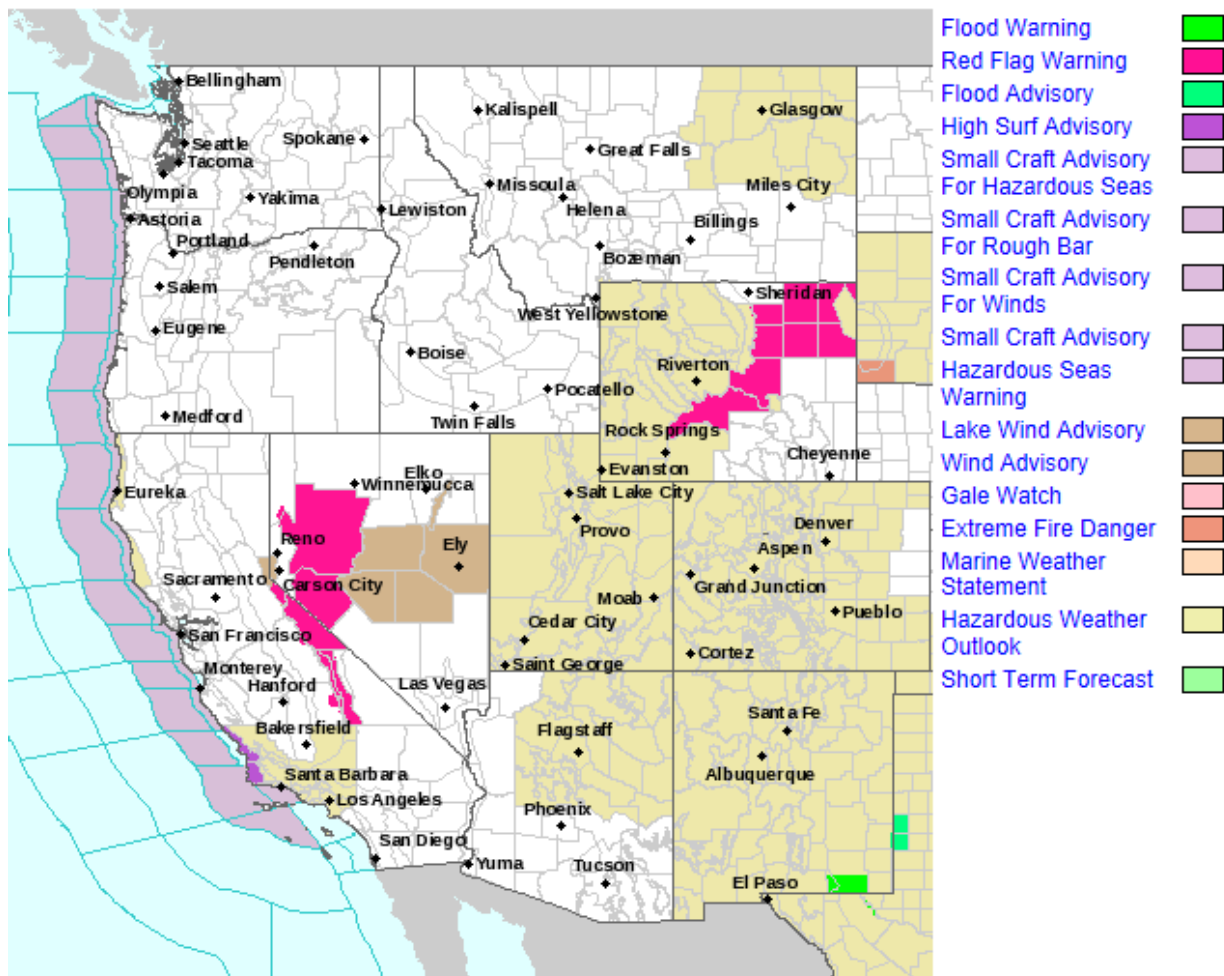 Bellingham
Seattle
Tacoma
Olympia
Spokane
Yakima
Astoria
Portland
Pendleton
Lewiston
Salem
Eugene
Medford
Kalispell
Great Falls
Missoula
Helena
Glasgow
Miles City
Billings
Bozeman
West Yellowstone
Boise
Pocatello
Twin Falls
Sheridan
Riverton
Rock Springs
Evanston
Cheyenne
Eureka
Elko
Winnemucca
Reno
Ely
Carson City
Sacramento
San Francisco
Monterey
Hanford
Bakersfield
Las Vegas
Santa Barbara
Los Angeles
San Diego
Salt Lake City
Provo
Moab
Cedar City
Saint George
Denver
Aspen
Grand Junction
Pueblo
Cortez
Flagstaff
Phoenix
Yuma
Tucson
Santa Fe
Albuquerque
El Paso
Flood Warning
Red Flag Warning
Flood Advisory
High Surf Advisory
Small Craft Advisory
For Hazardous Seas
Small Craft Advisory
For Rough Bar
Small Craft Advisory
For Winds
Small Craft Advisory
Hazardous Seas
Warning
Lake Wind Advisory
Wind Advisory
Gale Watch
Extreme Fire Danger
Marine Weather
Statement
Hazardous Weather
Outlook
Short Term Forecast